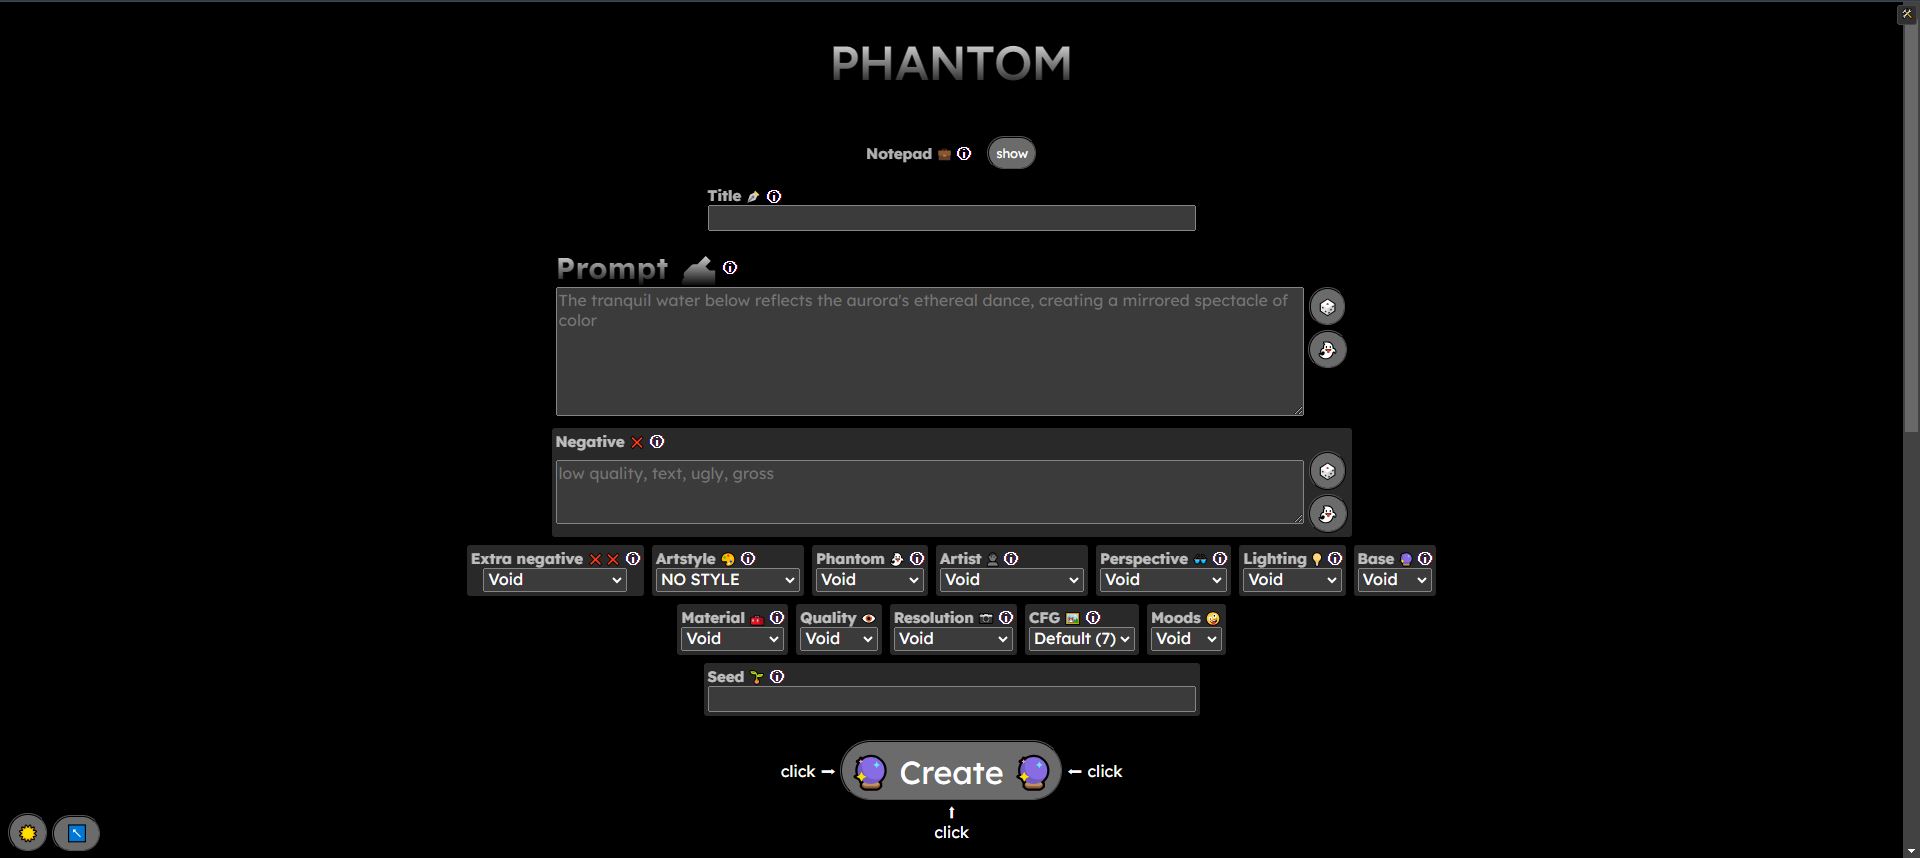 PHANTOM
Notepad show
Title
Prompt
The tranquil water below reflects the aurora's ethereal dance, creating a mirrored spectacle of
color
Negative
low quality, text, ugly, gross
Extra negative Artstyle Phantom Artist Perspective Lighting Base
Void NO STYLE Void Void Void Void Void
Material Quality Resolution CFG Moods
Void Void Void Default (7) Void
Seed
click → Create ← click
↑
click